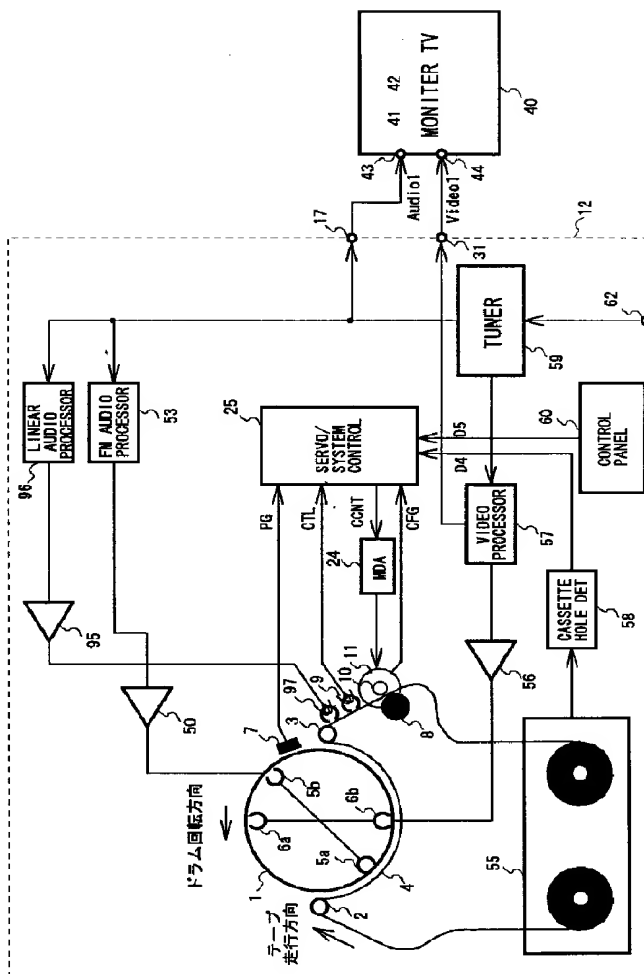 12
17
43
41 42
MONITER TV
40
44
Audio1
Video1
31
LINEAR
AUDIO
PROCESSOR
96
FM AUDIO
PROCESSOR
53
TUNER
59
62
25
SERVO/
SYSTEM
CONTROL
PG
CTL
CCNT
CFG
24
MDA
D5
D4
60
CONTROL
PANEL
VIDEO
PROCESSOR
57
CASSETTE
HOLE DET
58
95
50
56
97
9
10
11
3
7
8
ドラム回転方向
1
6a
5b
6b
5a
4
2
テープ
走行方向
55